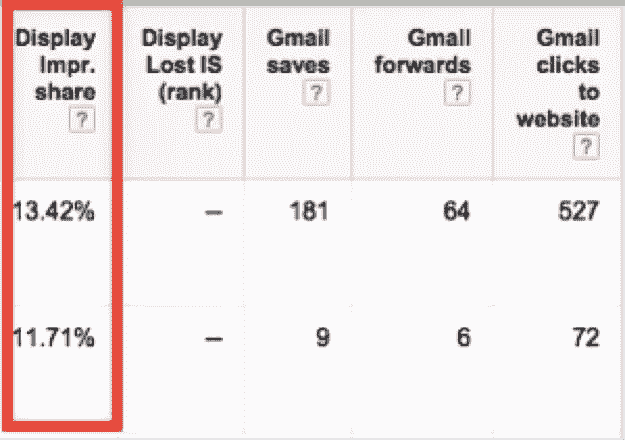 Display Impr. share ?
Display Lost IS (rank) ?
Gmail saves ?
Gmail forwards ?
Gmail clicks to website ?
13.42% – 181 64 527
11.71% – 9 6 72